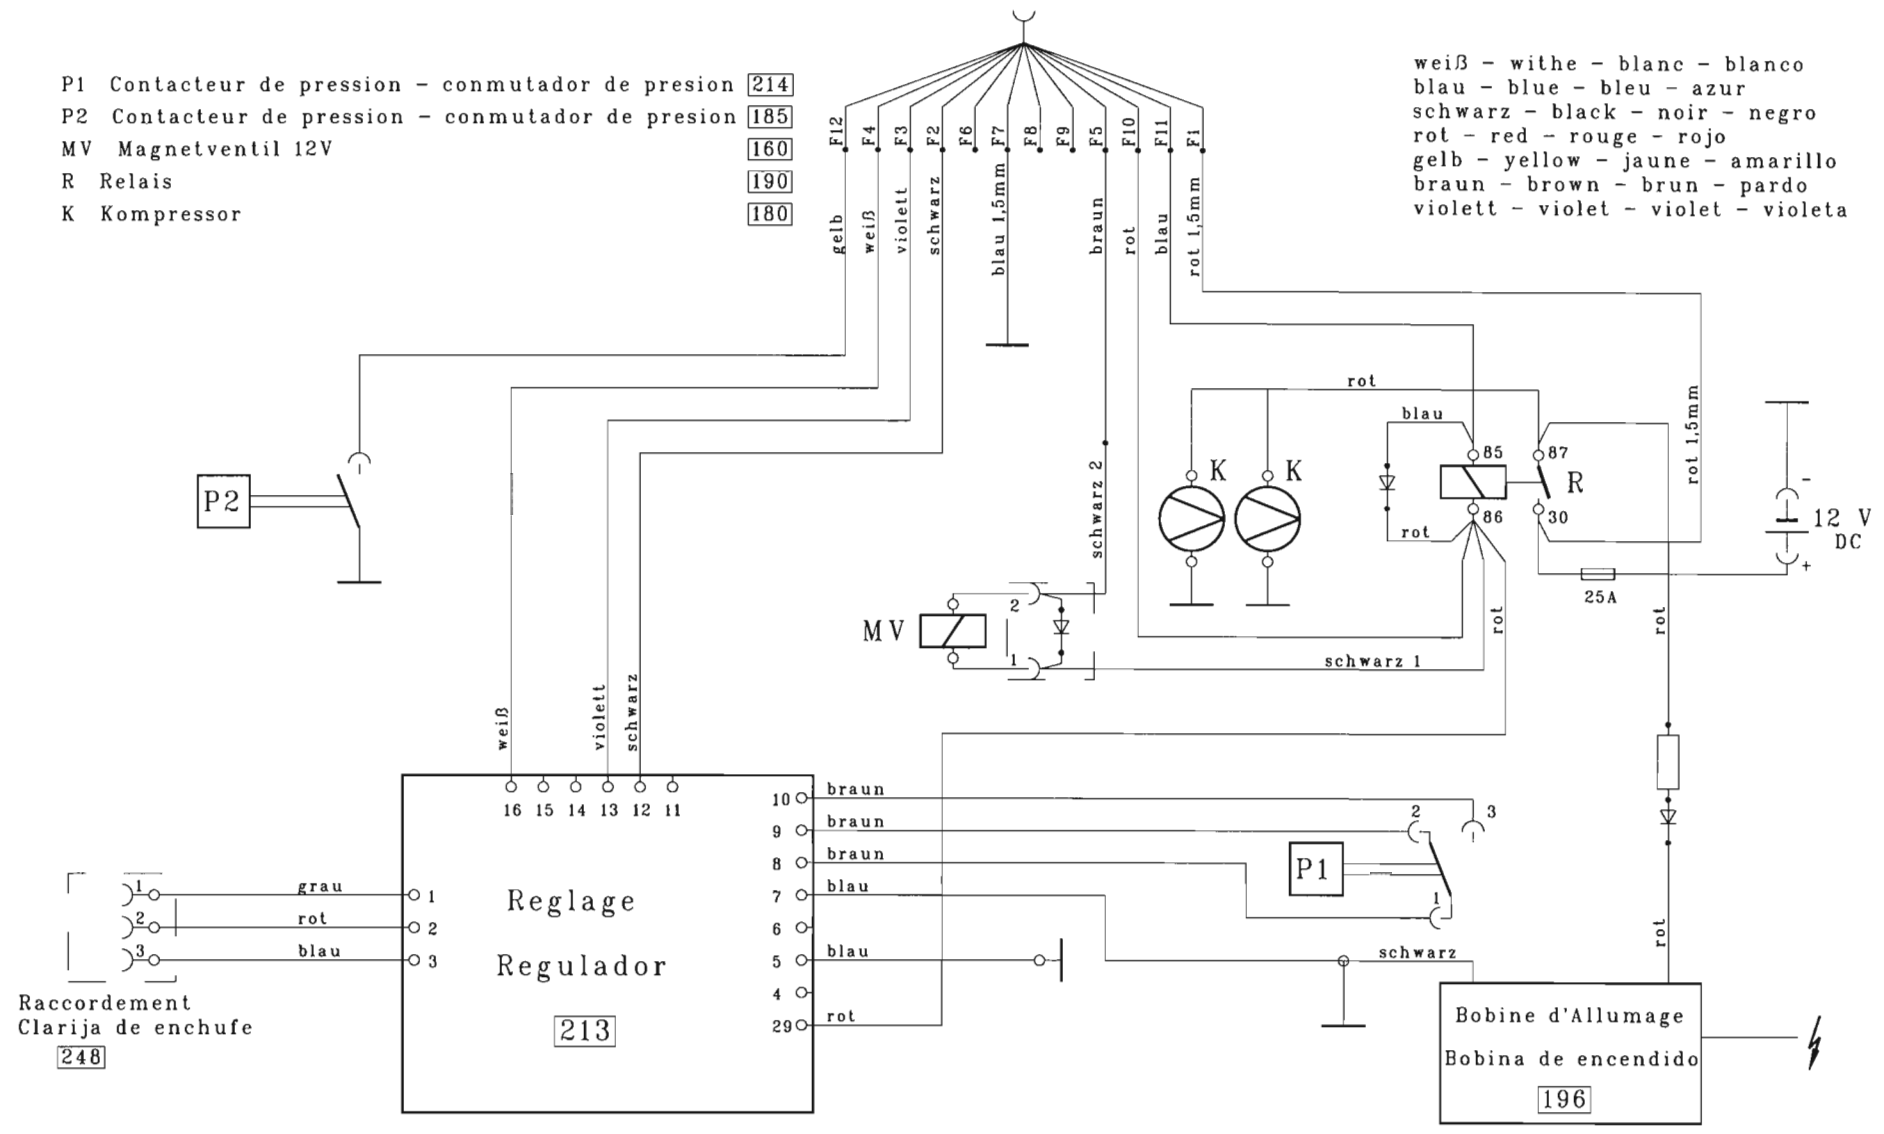 P1 Contacteur de pression – conmutador de presion 214
P2 Contacteur de pression – conmutador de presion 185
MV Magnetventil 12V 160
R Relais 190
K Kompressor 180
weiß – withe – blanc – blanco
blau – blue – bleu – azur
schwarz – black – noir – negro
rot – red – rouge – rojo
gelb – yellow – jaune – amarillo
braun – brown – brun – pardo
violett – violet – violet – violeta
F12
F4
F3
F2
F6
F7
F8
F9
F5
F10
F11
F1
gelb
weiß
violett
schwarz
blau 1,5mm
braun
rot
blau
rot 1,5mm
rot
blau
rot 1,5mm
85
87
K
K
R
P2
schwarz 2
86
30
–
12 V
DC
+
rot
25A
2
MV
1
rot
rot
schwarz 1
weiß
violett
schwarz
16
15
14
13
12
11
10
braun
9
braun
8
braun
7
blau
6
5
blau
4
29
rot
2
3
P1
1
1
grau
1
2
rot
2
3
blau
3
Reglage
Regulador
213
Raccordement
Clarija de enchufe
248
schwarz
rot
Bobine d'Allumage
Bobina de encendido
196